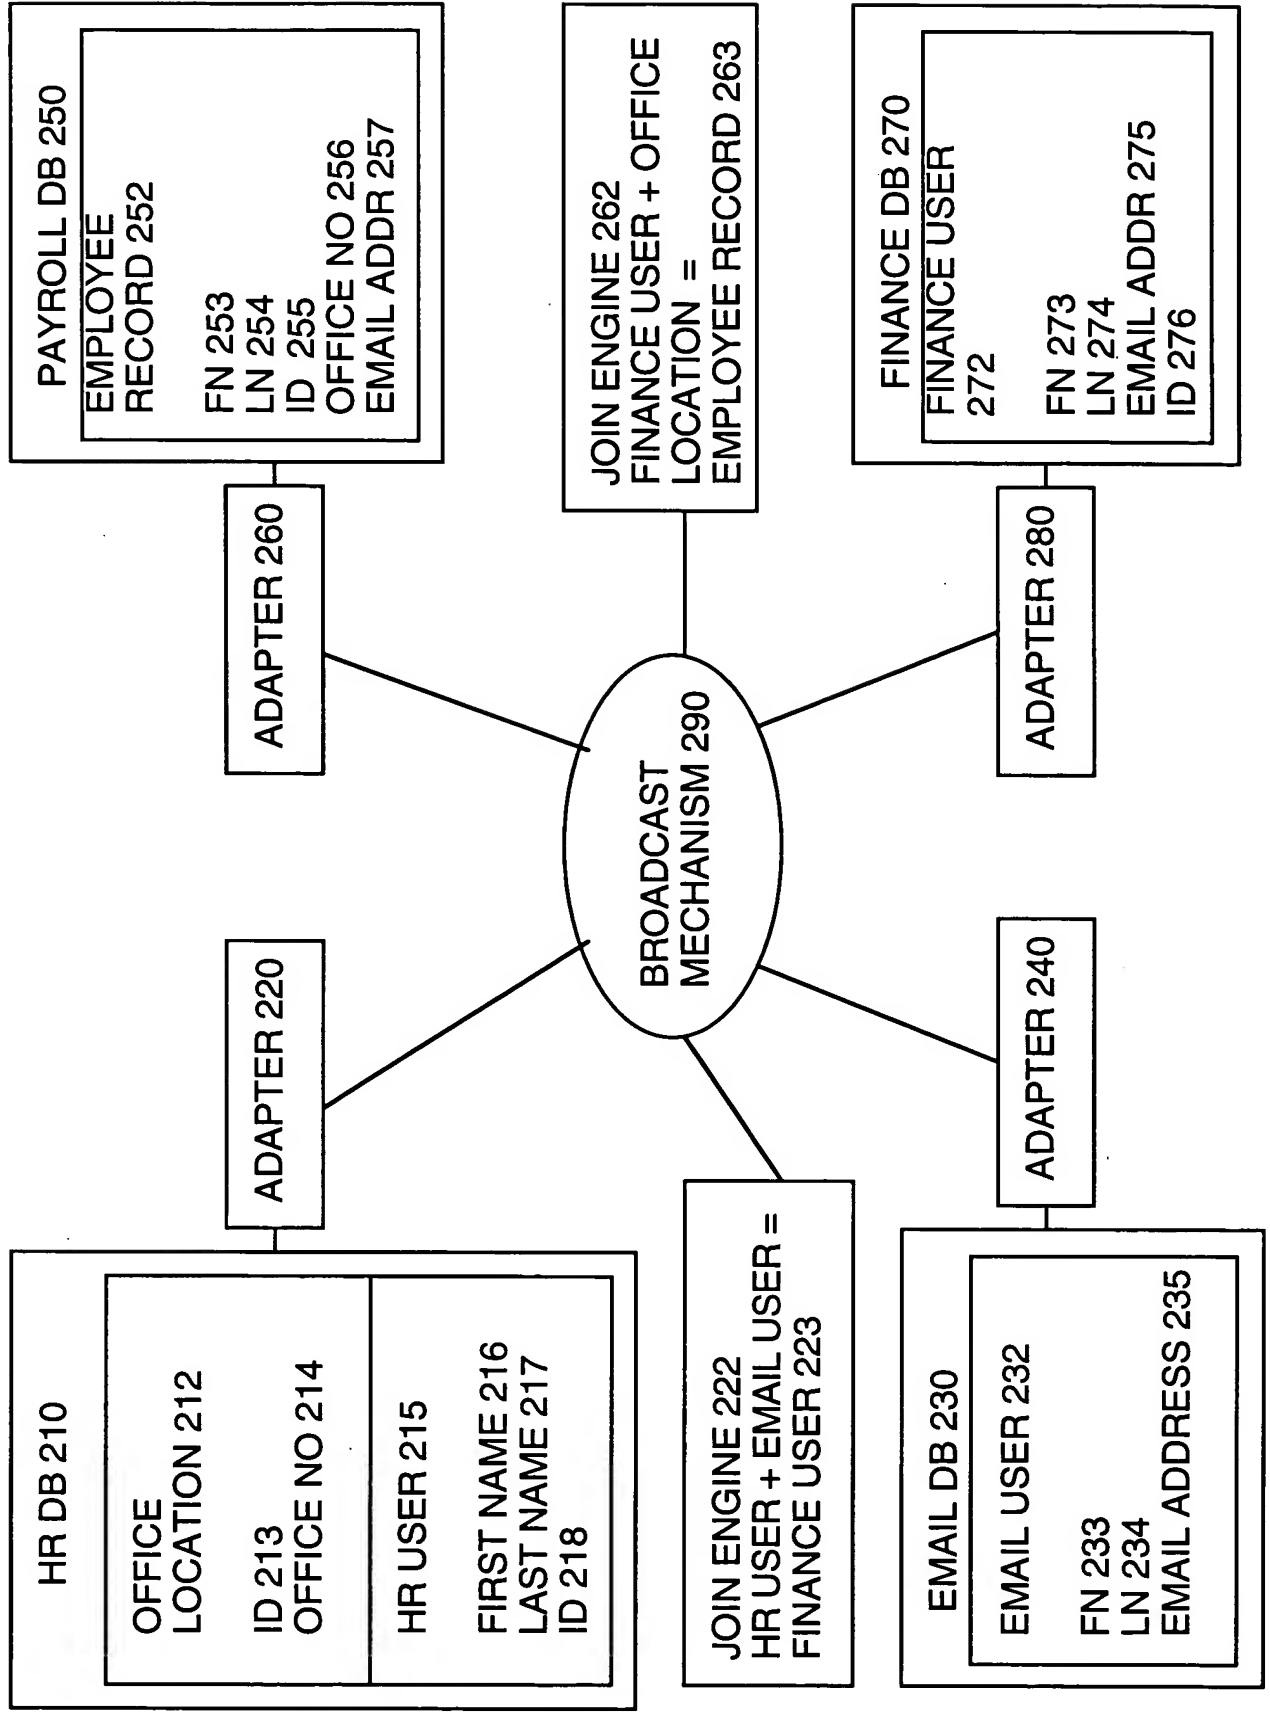 HR DB 210
OFFICE
LOCATION 212
ID 213
OFFICE NO 214
HR USER 215
FIRST NAME 216
LAST NAME 217
ID 218
ADAPTER 220
JOIN ENGINE 222
HR USER + EMAIL USER =
FINANCE USER 223
EMAIL DB 230
EMAIL USER 232
FN 233
LN 234
EMAIL ADDRESS 235
ADAPTER 240
BROADCAST
MECHANISM 290
ADAPTER 260
PAYROLL DB 250
EMPLOYEE
RECORD 252
FN 253
LN 254
ID 255
OFFICE NO 256
EMAIL ADDR 257
JOIN ENGINE 262
FINANCE USER + OFFICE
LOCATION =
EMPLOYEE RECORD 263
ADAPTER 280
FINANCE DB 270
FINANCE USER
272
FN 273
LN 274
EMAIL ADDR 275
ID 276